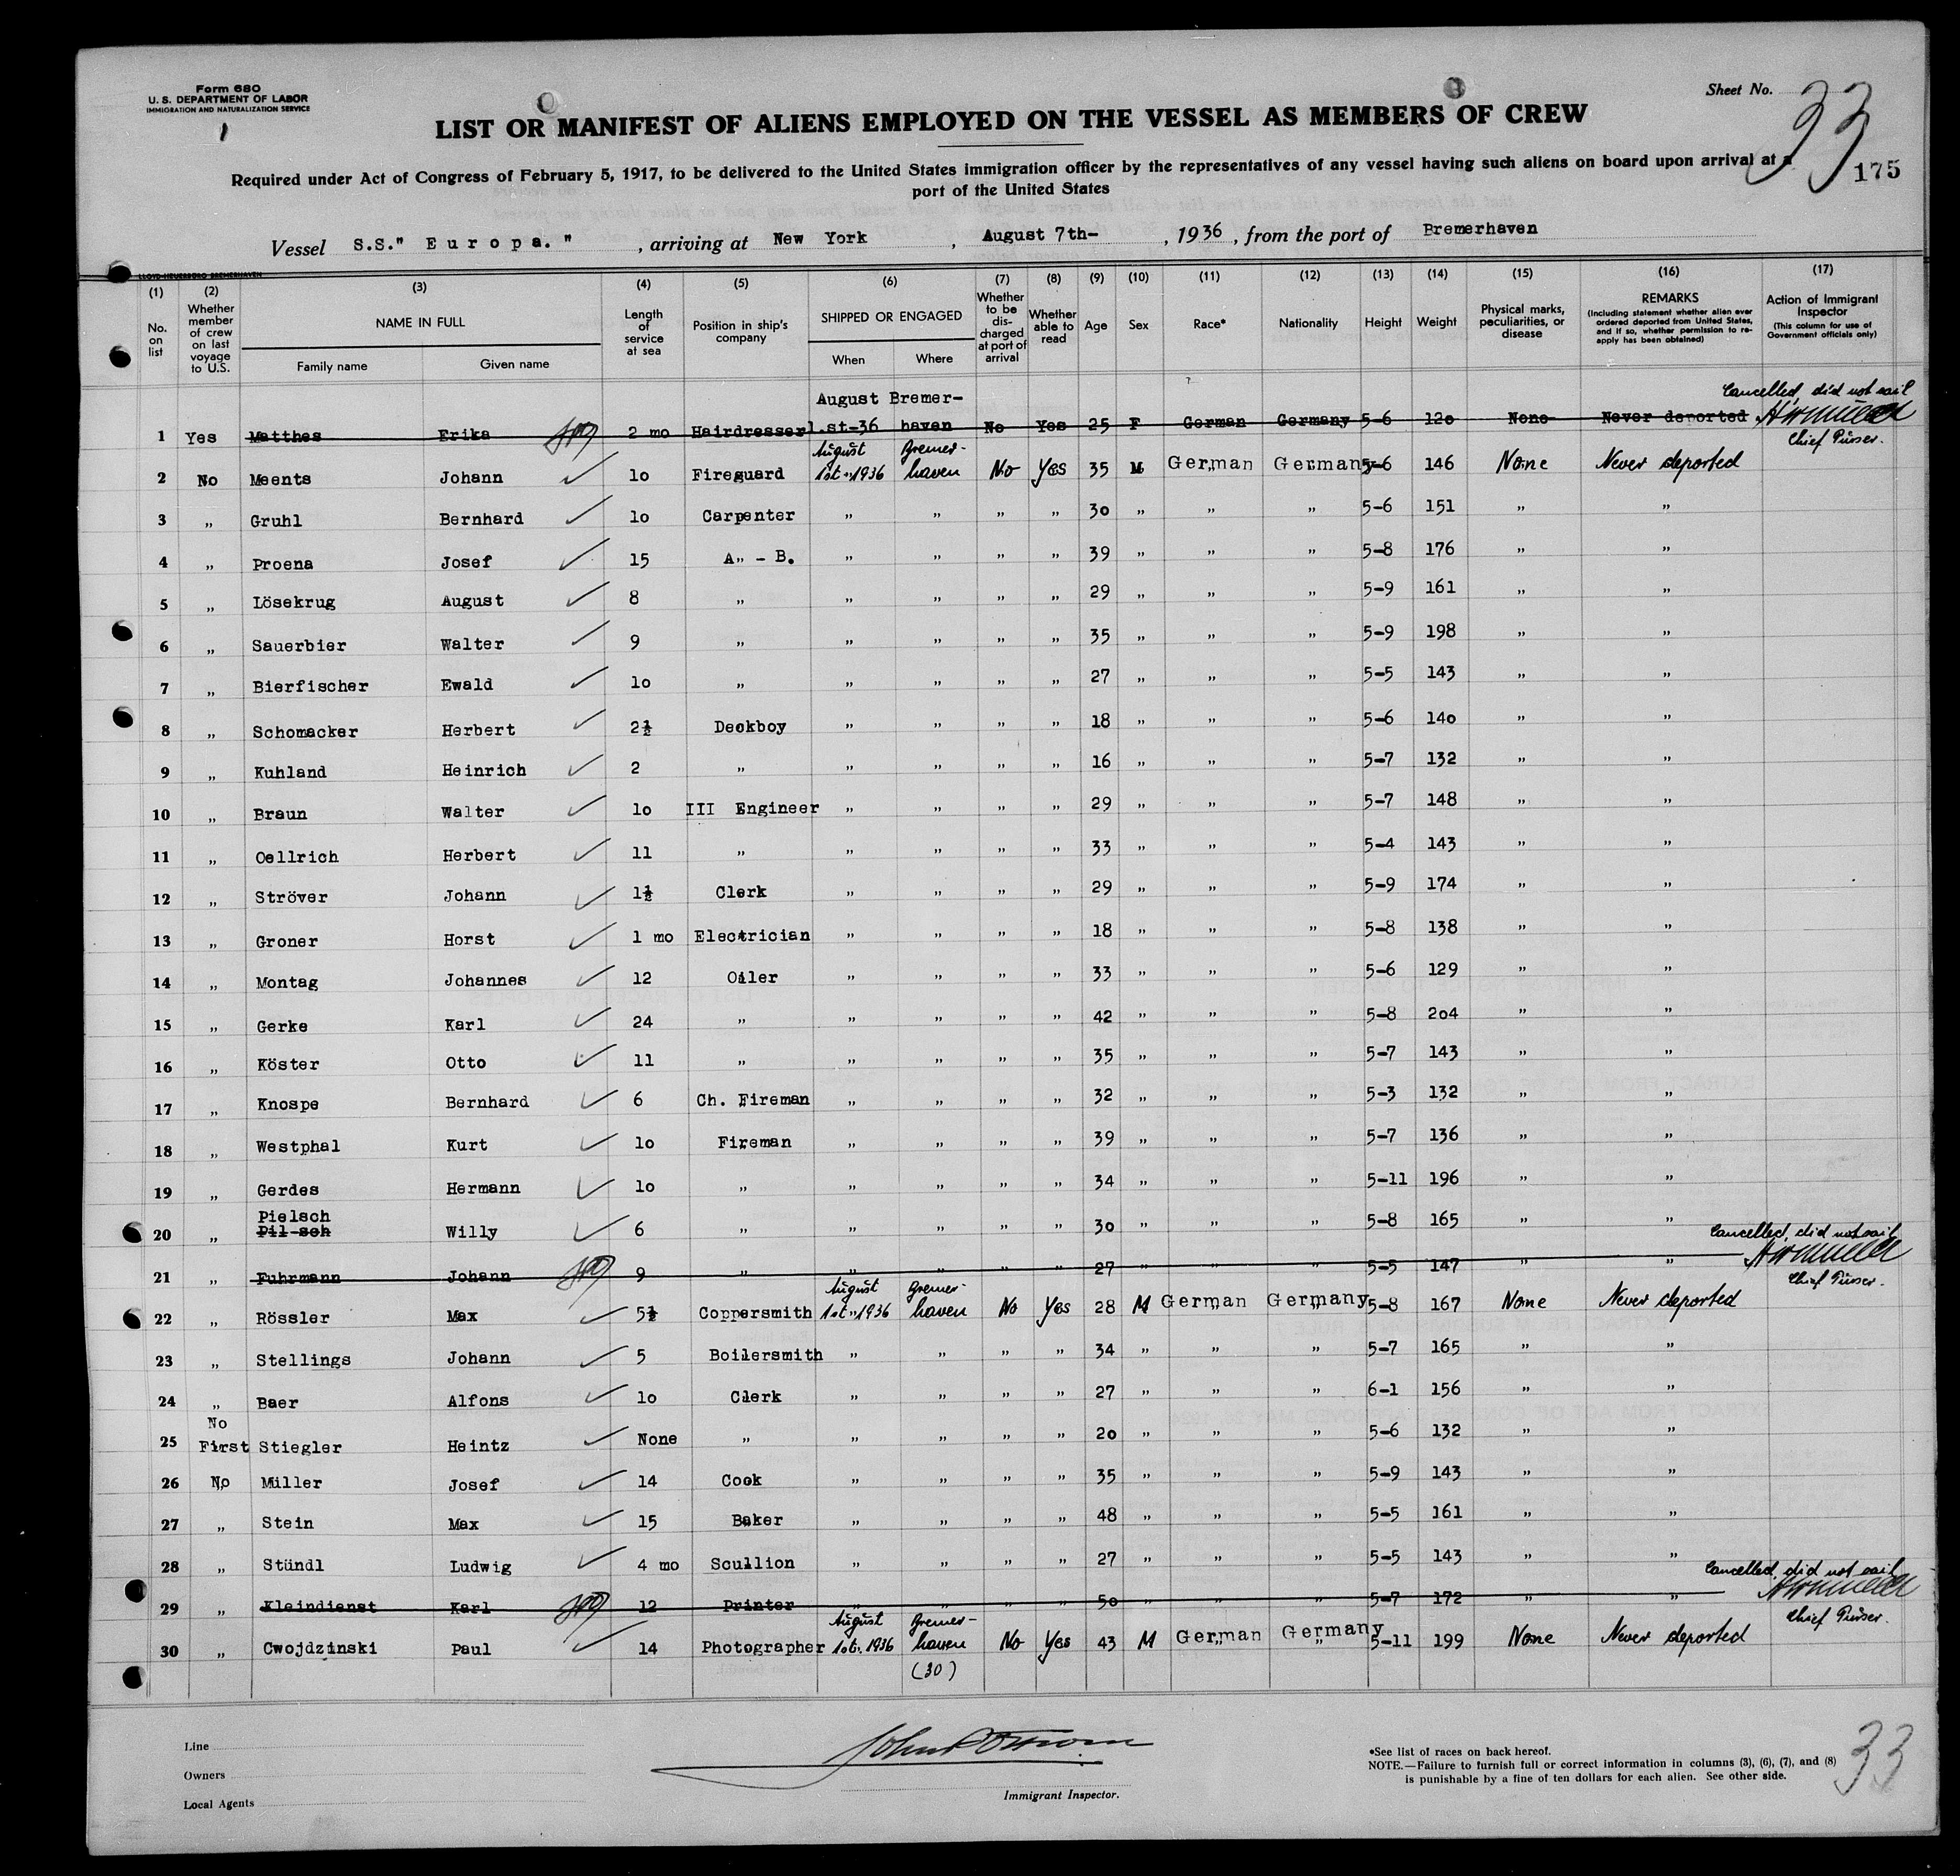 Form 680
U. S. DEPARTMENT OF LABOR
IMMIGRATION AND NATURALIZATION SERVICE
1
Sheet No. 33
175
LIST OR MANIFEST OF ALIENS EMPLOYED ON THE VESSEL AS MEMBERS OF CREW
Required under Act of Congress of February 5, 1917, to be delivered to the United States immigration officer by the representatives of any vessel having such aliens on board upon arrival at a
port of the United States
Vessel S.S." Europa." , arriving at New York , August 7th- , 1936 , from the port of Bremerhaven
LLOYD-HEUERBÜRO BREMERHAVEN
(1) (2) (3) (4) (5) (6) (7) (8) (9) (10) (11) (12) (13) (14) (15) (16) (17)
No. on list
Whether member of crew on last voyage to U.S.
NAME IN FULL
Family name Given name
Length of service at sea
Position in ship's company
SHIPPED OR ENGAGED
When Where
Whether to be discharged at port of arrival
Whether able to read
Age
Sex
Race*
Nationality
Height
Weight
Physical marks, peculiarities, or disease
REMARKS
(Including statement whether alien ever ordered deported from United States, and if so, whether permission to re-apply has been obtained)
Action of Immigrant Inspector
(This column for use of Government officials only)
August Bremer- Cancelled, did not sail
1 Yes Matthes Erika 2 mo Hairdresser 1.st-36 haven No Yes 25 F German Germany 5-6 120 None Never deported
August Bremer- Chief Purser.
2 No Meents Johann 10 Fireguard 1st.,1936 haven No Yes 35 M German Germany 5-6 146 None Never deported
3 „ Gruhl Bernhard 10 Carpenter „ „ „ „ 30 „ „ „ 5-6 151 „ „
4 „ Proena Josef 15 A„ - B. „ „ „ „ 39 „ „ „ 5-8 176 „ „
5 „ Lösekrug August 8 „ „ „ „ „ 29 „ „ „ 5-9 161 „ „
6 „ Sauerbier Walter 9 „ „ „ „ „ 35 „ „ „ 5-9 198 „ „
7 „ Bierfischer Ewald 10 „ „ „ „ „ 27 „ „ „ 5-5 143 „ „
8 „ Schomacker Herbert 2½ Deckboy „ „ „ „ 18 „ „ „ 5-6 140 „ „
9 „ Kuhland Heinrich 2 „ „ „ „ „ 16 „ „ „ 5-7 132 „ „
10 „ Braun Walter 10 III Engineer „ „ „ „ 29 „ „ „ 5-7 148 „ „
11 „ Oellrich Herbert 11 „ „ „ „ „ 33 „ „ „ 5-4 143 „ „
12 „ Ströver Johann 1½ Clerk „ „ „ „ 29 „ „ „ 5-9 174 „ „
13 „ Groner Horst 1 mo Electrician „ „ „ „ 18 „ „ „ 5-8 138 „ „
14 „ Montag Johannes 12 Oiler „ „ „ „ 33 „ „ „ 5-6 129 „ „
15 „ Gerke Karl 24 „ „ „ „ „ 42 „ „ „ 5-8 204 „ „
16 „ Köster Otto 11 „ „ „ „ „ 35 „ „ „ 5-7 143 „ „
17 „ Knospe Bernhard 6 Ch. Fireman „ „ „ „ 32 „ „ „ 5-3 132 „ „
18 „ Westphal Kurt 10 Fireman „ „ „ „ 39 „ „ „ 5-7 136 „ „
19 „ Gerdes Hermann 10 „ „ „ „ „ 34 „ „ „ 5-11 196 „ „
Pielsch
20 „ Pil-sch Willy 6 „ „ „ „ „ 30 „ „ „ 5-8 165 „ „
Cancelled, did not sail
21 „ Fuhrmann Johann 9 „ „ „ „ „ 27 „ „ „ 5-5 147 „ „
August Bremer- Chief Purser.
22 „ Rössler Max 5½ Coppersmith 1st.,1936 haven No Yes 28 M German Germany 5-8 167 None Never deported
23 „ Stellings Johann 5 Boilersmith „ „ „ „ 34 „ „ „ 5-7 165 „ „
24 „ Baer Alfons 10 Clerk „ „ „ „ 27 „ „ „ 6-1 156 „ „
No
25 First Stiegler Heintz None „ „ „ „ „ 20 „ „ „ 5-6 132 „ „
26 No Müller Josef 14 Cook „ „ „ „ 35 „ „ „ 5-9 143 „ „
27 „ Stein Max 15 Baker „ „ „ „ 48 „ „ „ 5-5 161 „ „
28 „ Stündl Ludwig 4 mo Scullion „ „ „ „ 27 „ „ „ 5-5 143 „ „
Cancelled, did not sail
29 „ Kleindienst Karl 12 Printer „ „ „ „ 50 „ „ „ 5-7 172 „ „
August Bremer- Chief Purser.
30 „ Cwojdzinski Paul 14 Photographer 1st. 1936 haven No Yes 43 M German Germany 5-11 199 None Never deported
(30)
Line
Owners
Local Agents
Immigrant Inspector.
*See list of races on back hereof.
NOTE.—Failure to furnish full or correct information in columns (3), (6), (7), and (8)
is punishable by a fine of ten dollars for each alien. See other side.
33